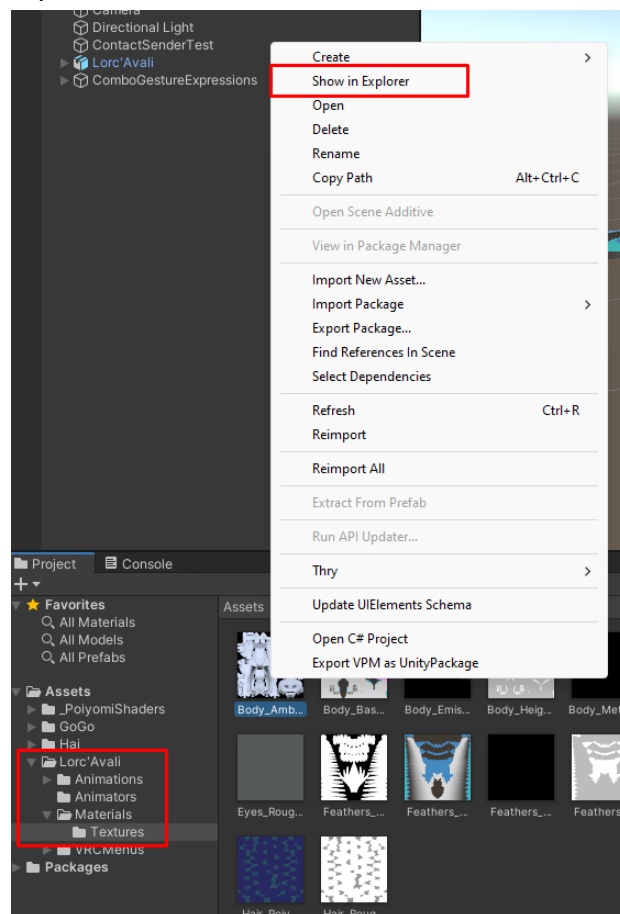 Camera
Directional Light
ContactSenderTest
Lorc'Avali
ComboGestureExpressions
Create
Show in Explorer
Open
Delete
Rename
Copy Path Alt+Ctrl+C
Open Scene Additive
View in Package Manager
Import New Asset...
Import Package
Export Package...
Find References In Scene
Select Dependencies
Refresh Ctrl+R
Reimport
Reimport All
Extract From Prefab
Run API Updater...
Thry
Update UIElements Schema
Open C# Project
Export VPM as UnityPackage
Project Console
Favorites
All Materials
All Models
All Prefabs
Assets
_PoiyomiShaders
GoGo
Hai
Lorc'Avali
Animations
Animators
Materials
Textures
VRCMenus
Packages
Assets
Body_Amb... Body_Bas... Body_Emis... Body_Heig... Body_Met
Eyes_Roug... Feathers_... Feathers_... Feathers_... Feathers
Hair_Poiy... Hair_Roug...